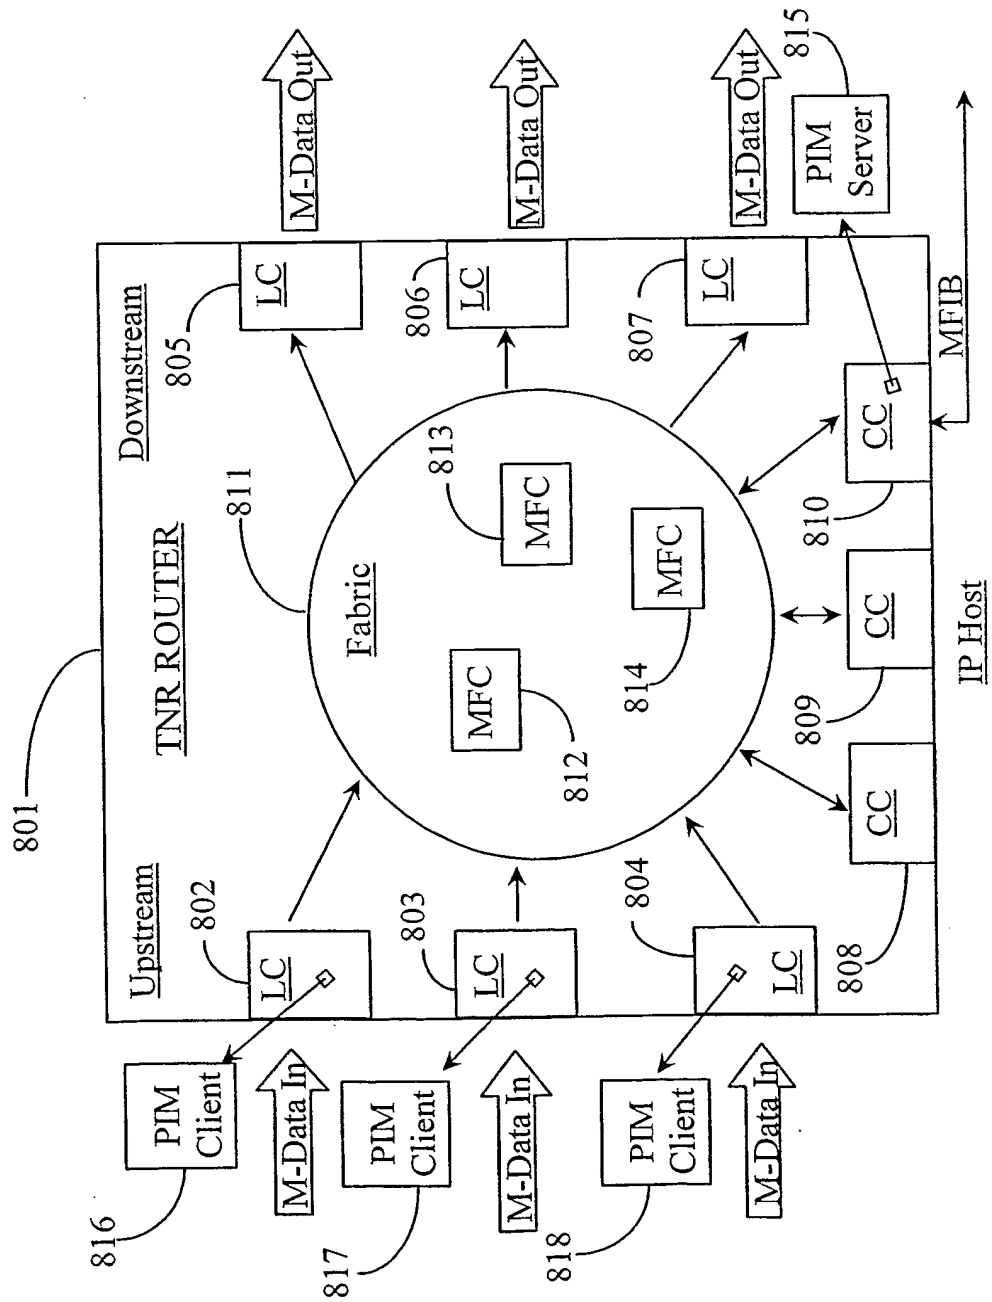 801
TNR ROUTER
Upstream
Downstream
802
LC
803
LC
804
LC
805
LC
806
LC
807
LC
811
Fabric
812
MFC
813
MFC
814
MFC
808
CC
809
CC
810
CC
IP Host
MFIB
PIM
Server
815
PIM
Client
816
PIM
Client
817
PIM
Client
818
M-Data In
M-Data In
M-Data In
M-Data Out
M-Data Out
M-Data Out